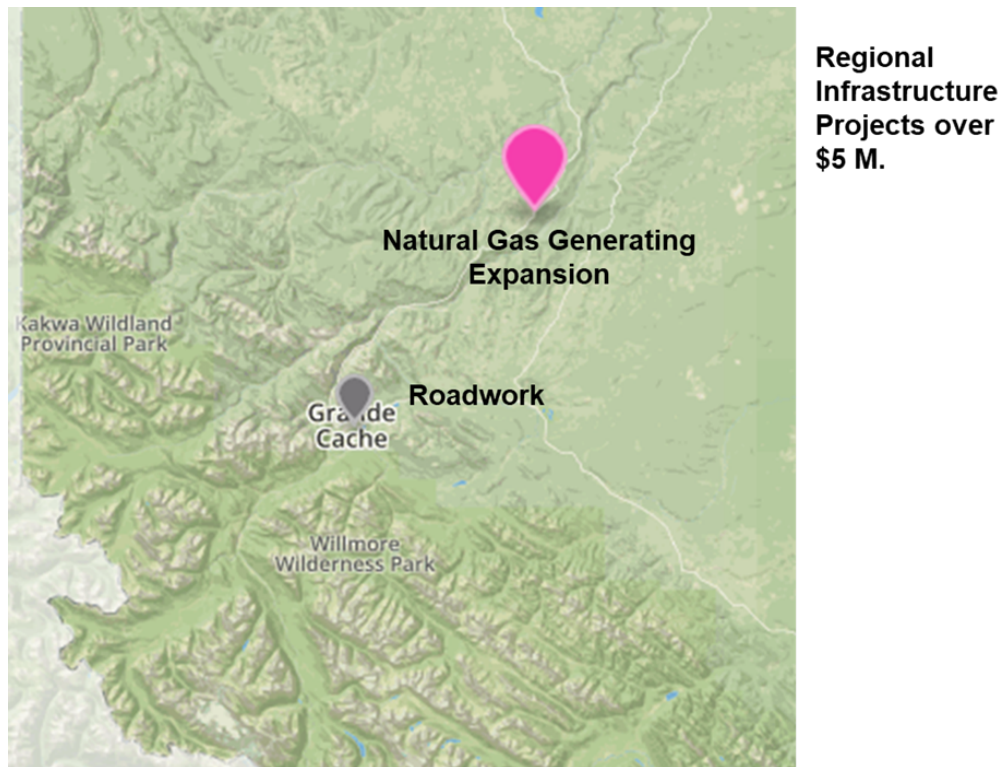 Regional
Infrastructure
Projects over
$5 M.
Natural Gas Generating
Expansion
Kakwa Wildland
Provincial Park
Roadwork
Grande
Cache
Willmore
Wilderness Park